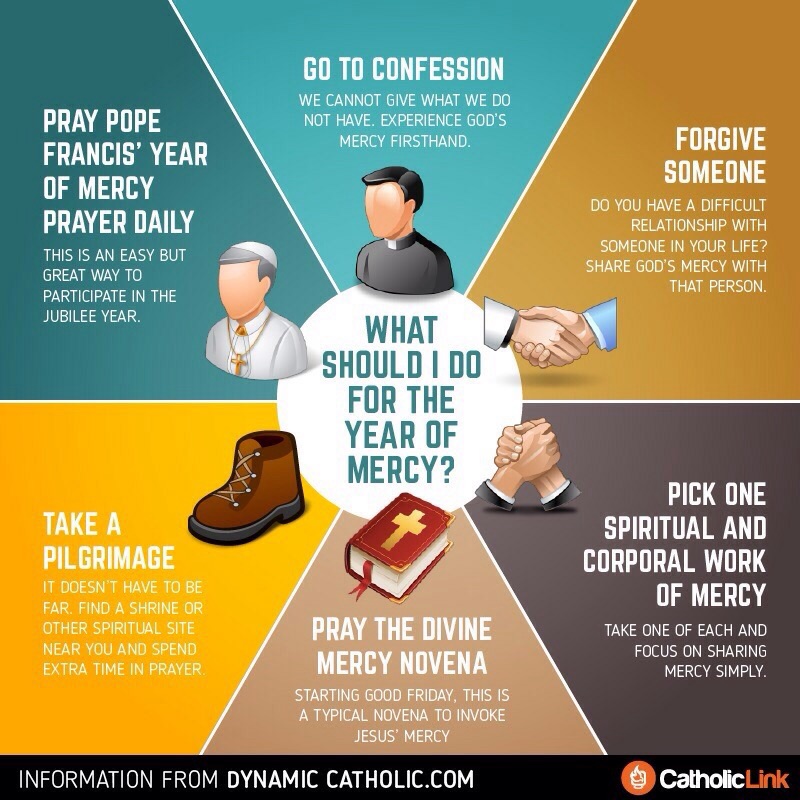 GO TO CONFESSION
WE CANNOT GIVE WHAT WE DO
NOT HAVE. EXPERIENCE GOD'S
MERCY FIRSTHAND.
PRAY POPE
FRANCIS' YEAR
OF MERCY
PRAYER DAILY
THIS IS AN EASY BUT
GREAT WAY TO
PARTICIPATE IN THE
JUBILEE YEAR.
FORGIVE
SOMEONE
DO YOU HAVE A DIFFICULT
RELATIONSHIP WITH
SOMEONE IN YOUR LIFE?
SHARE GOD'S MERCY WITH
THAT PERSON.
WHAT
SHOULD I DO
FOR THE
YEAR OF
MERCY?
TAKE A
PILGRIMAGE
IT DOESN'T HAVE TO BE
FAR. FIND A SHRINE OR
OTHER SPIRITUAL SITE
NEAR YOU AND SPEND
EXTRA TIME IN PRAYER.
PRAY THE DIVINE
MERCY NOVENA
STARTING GOOD FRIDAY, THIS IS
A TYPICAL NOVENA TO INVOKE
JESUS' MERCY
PICK ONE
SPIRITUAL AND
CORPORAL WORK
OF MERCY
TAKE ONE OF EACH AND
FOCUS ON SHARING
MERCY SIMPLY.
INFORMATION FROM DYNAMIC CATHOLIC.COM
CatholicLink